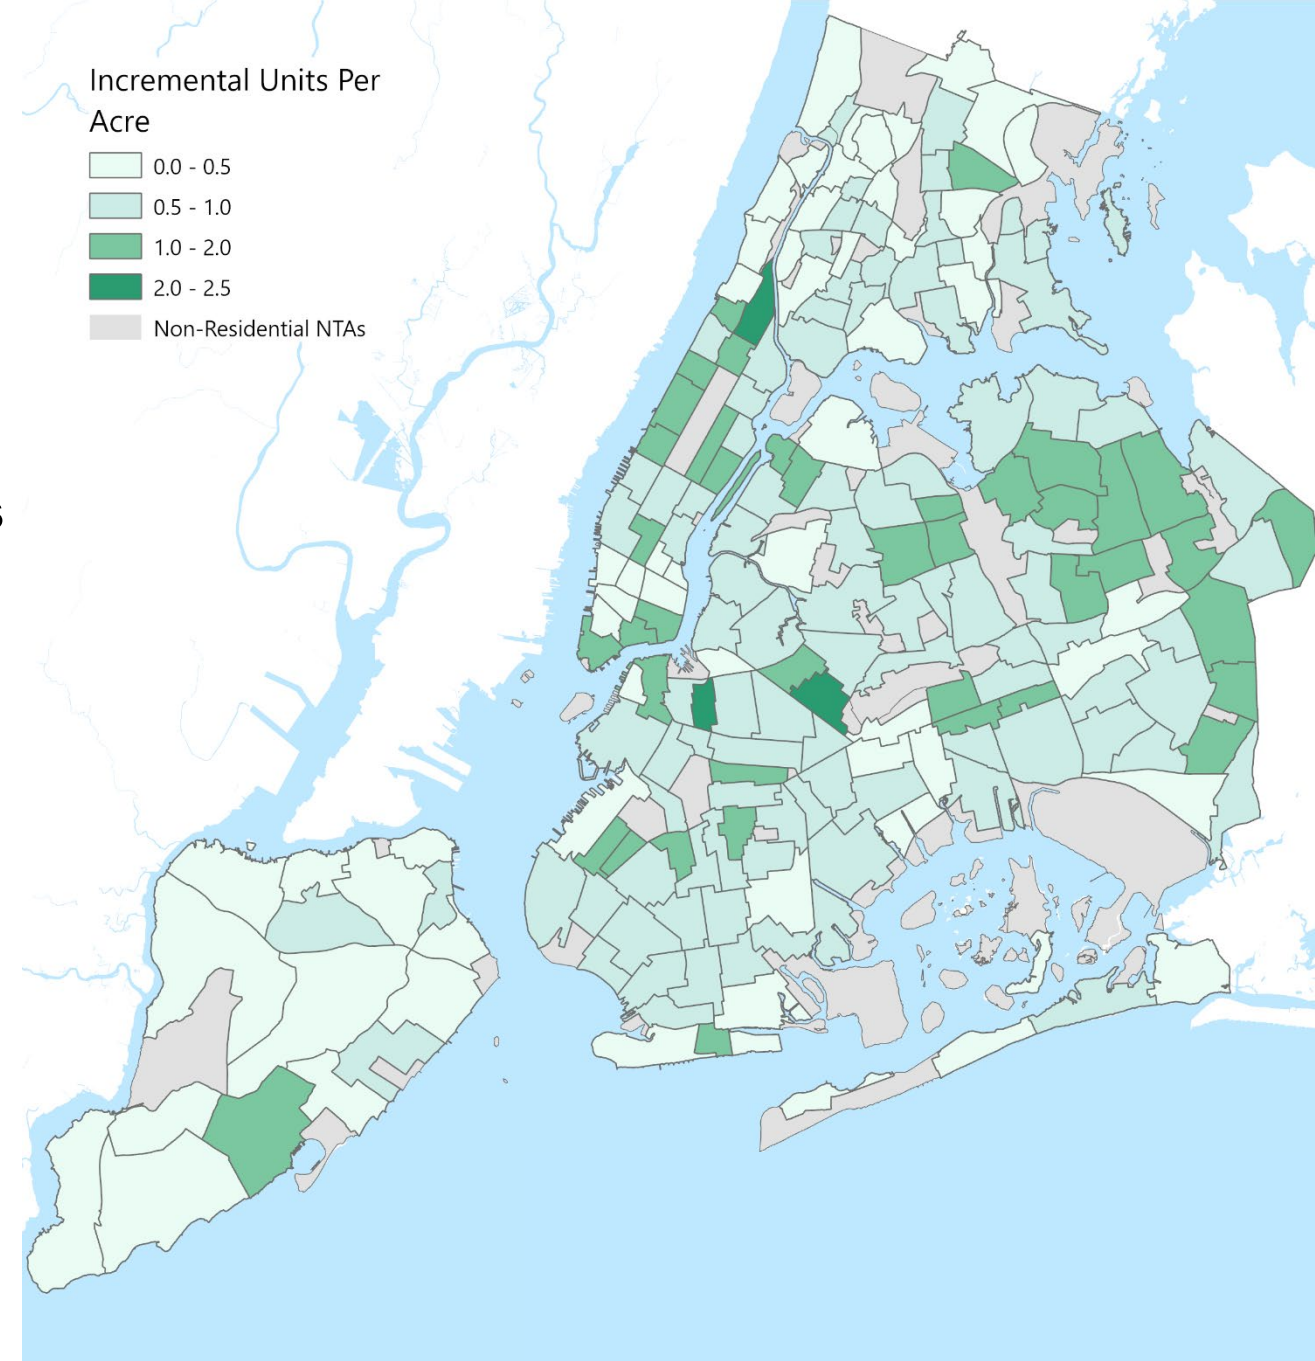 Incremental Units Per
Acre
0.0 - 0.5
0.5 - 1.0
1.0 - 2.0
2.0 - 2.5
Non-Residential NTAs